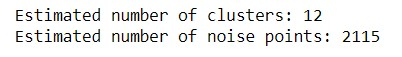 Estimated number of clusters: 12
Estimated number of noise points: 2115